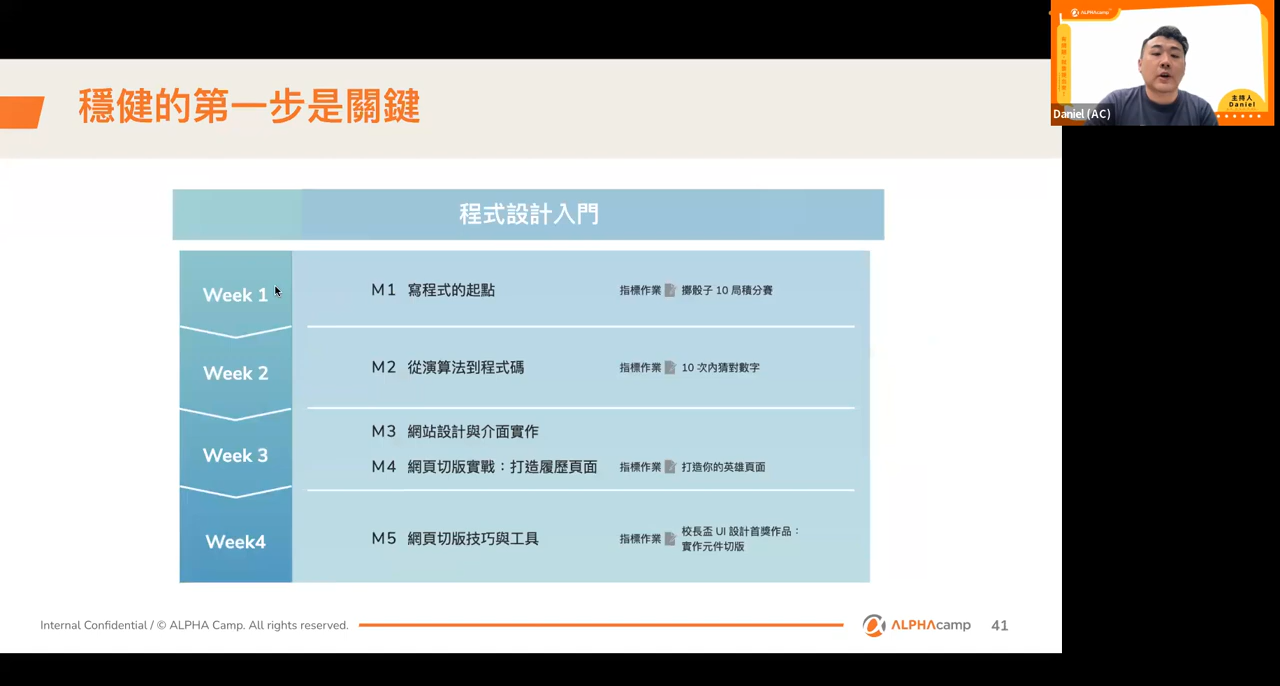 穩健的第一步是關鍵
ALPHAcamp
主持人
Daniel
Daniel (AC)
程式設計入門
Week 1
M1 寫程式的起點
指標作業 擲骰子 10 局積分賽
Week 2
M2 從演算法到程式碼
指標作業 10 次內猜對數字
Week 3
M3 網站設計與介面實作
M4 網頁切版實戰：打造履歷頁面
指標作業 打造你的英雄頁面
Week4
M5 網頁切版技巧與工具
指標作業 校長盃 UI 設計首獎作品：
實作元件切版
Internal Confidential / © ALPHA Camp. All rights reserved.
ALPHAcamp
41